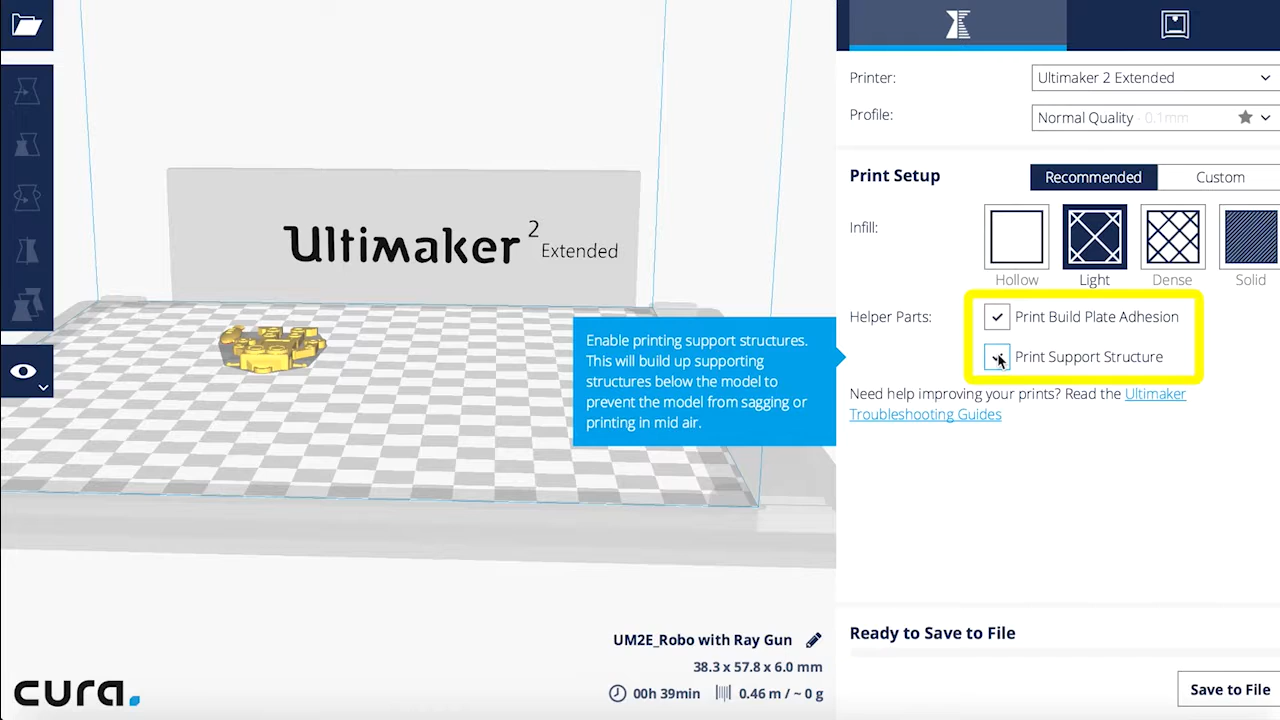 Printer:
Ultimaker 2 Extended
Profile:
Normal Quality - 0.1mm
Print Setup
Recommended
Custom
Infill:
Hollow
Light
Dense
Solid
Helper Parts:
Print Build Plate Adhesion
Print Support Structure
Need help improving your prints? Read the Ultimaker
Troubleshooting Guides
Ultimaker 2
Extended
Enable printing support structures.
This will build up supporting
structures below the model to
prevent the model from sagging or
printing in mid air.
UM2E_Robo with Ray Gun
38.3 x 57.8 x 6.0 mm
00h 39min 0.46 m / ~ 0 g
Ready to Save to File
Save to File
cura.